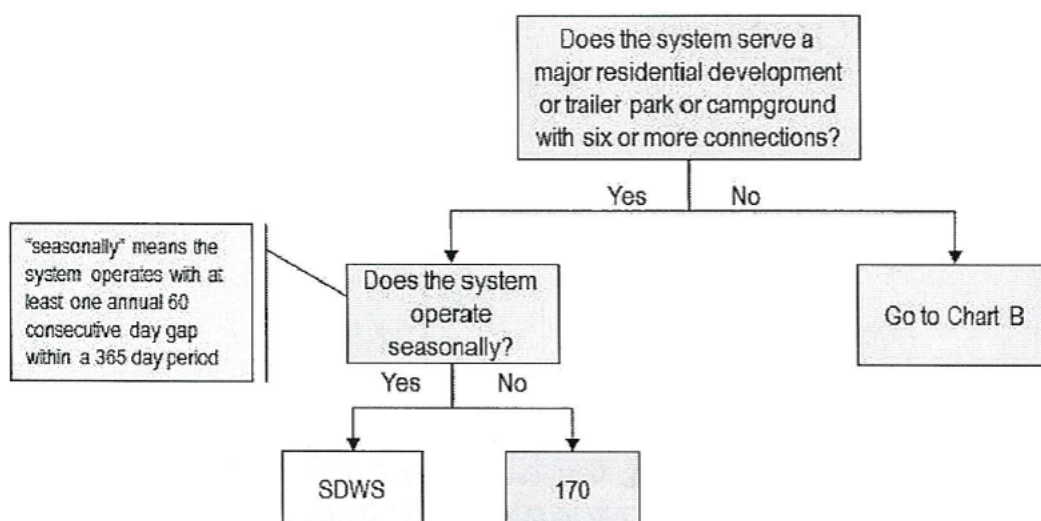 Does the system serve a
major residential development
or trailer park or campground
with six or more connections?
Yes No
"seasonally" means the
system operates with at
least one annual 60
consecutive day gap
within a 365 day period
Does the system
operate
seasonally?
Go to Chart B
Yes No
SDWS
170